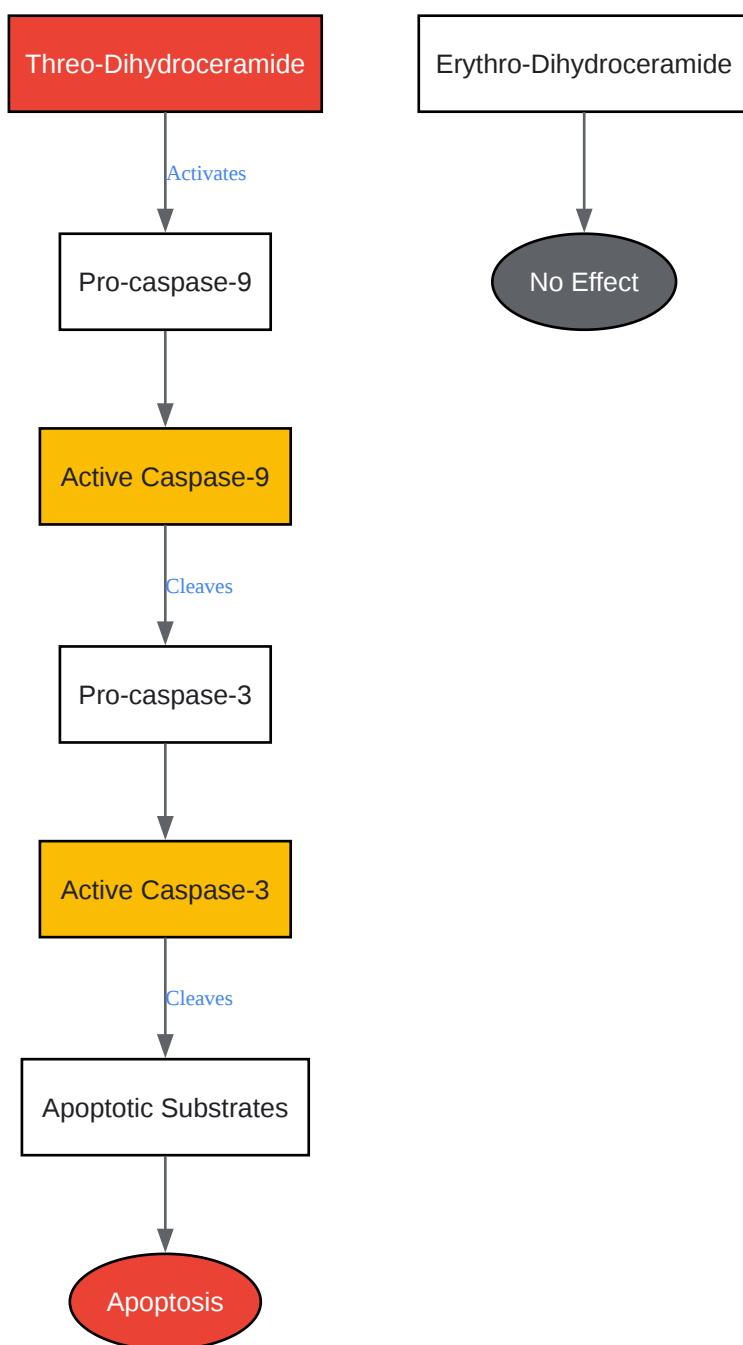 Threo-Dihydroceramide
Erythro-Dihydroceramide
Activates
Pro-caspase-9
No Effect
Active Caspase-9
Cleaves
Pro-caspase-3
Active Caspase-3
Cleaves
Apoptotic Substrates
Apoptosis